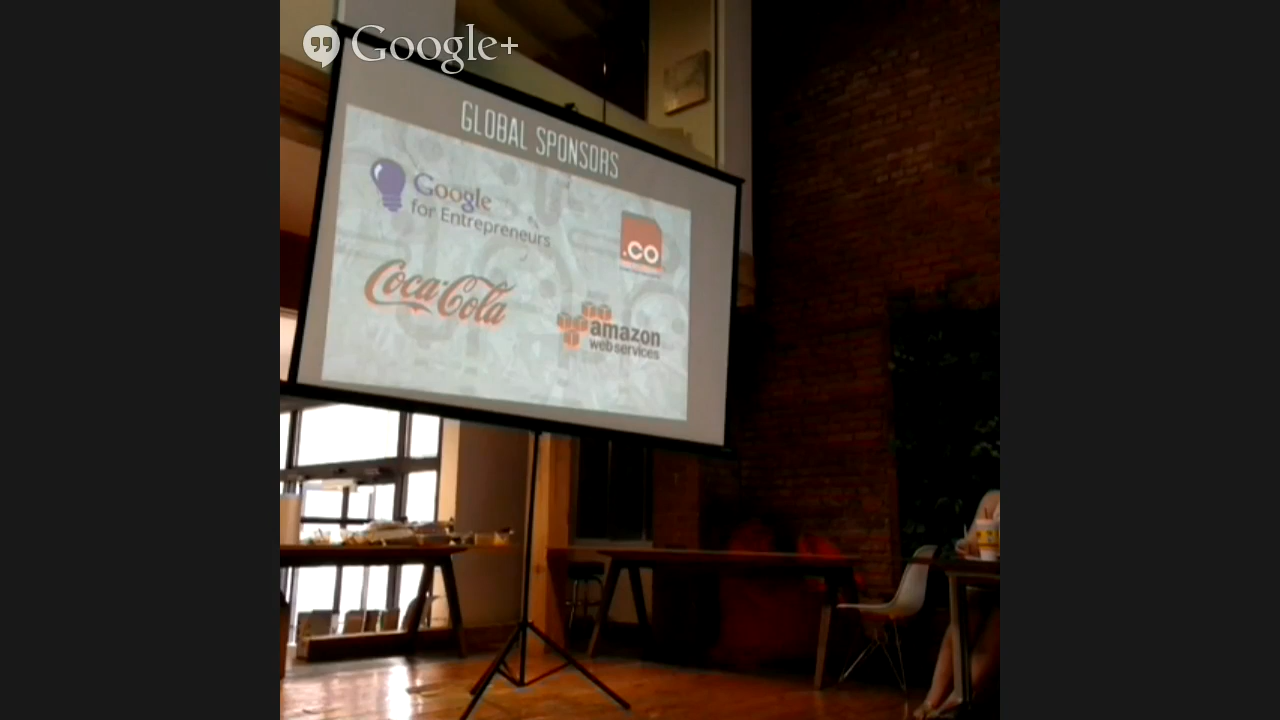 Google+
GLOBAL SPONSORS
Google
for Entrepreneurs
.co
Coca-Cola
amazon
web services